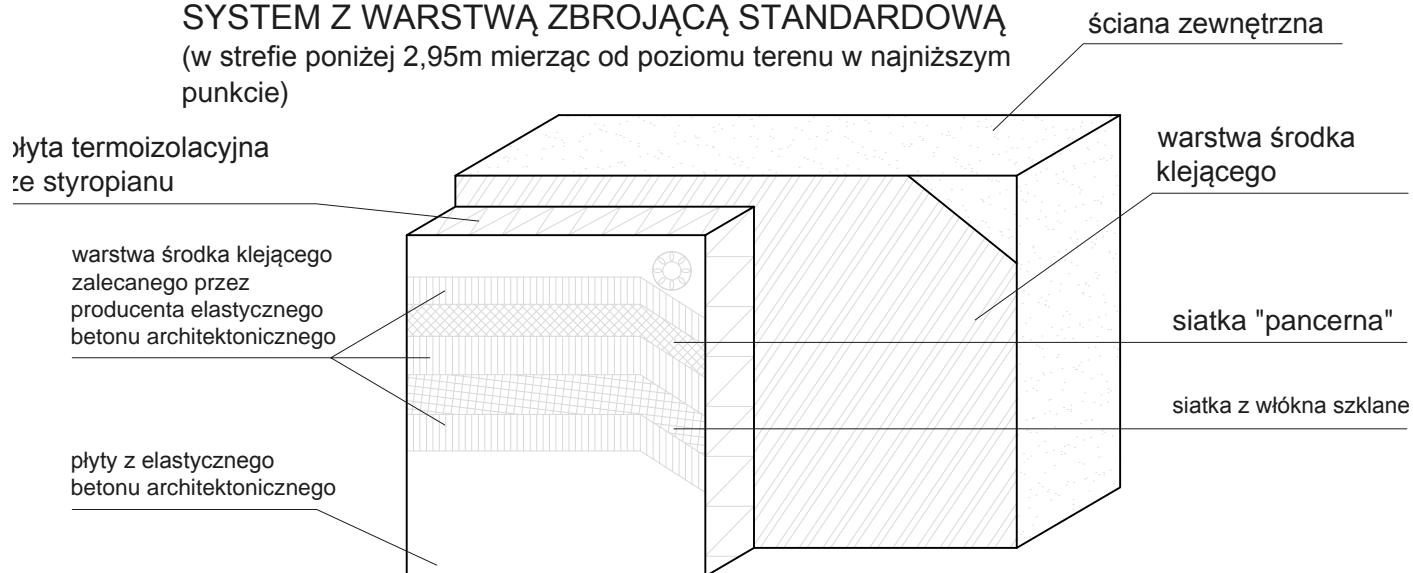 SYSTEM Z WARSTWĄ ZBROJĄCĄ STANDARDOWĄ
(w strefie poniżej 2,95m mierząc od poziomu terenu w najniższym
punkcie)
ściana zewnętrzna
płyta termoizolacyjna
ze styropianu
warstwa środka
klejącego
warstwa środka klejącego
zalecanego przez
producenta elastycznego
betonu architektonicznego
siatka "pancerna"
siatka z włókna szklane
płyty z elastycznego
betonu architektonicznego